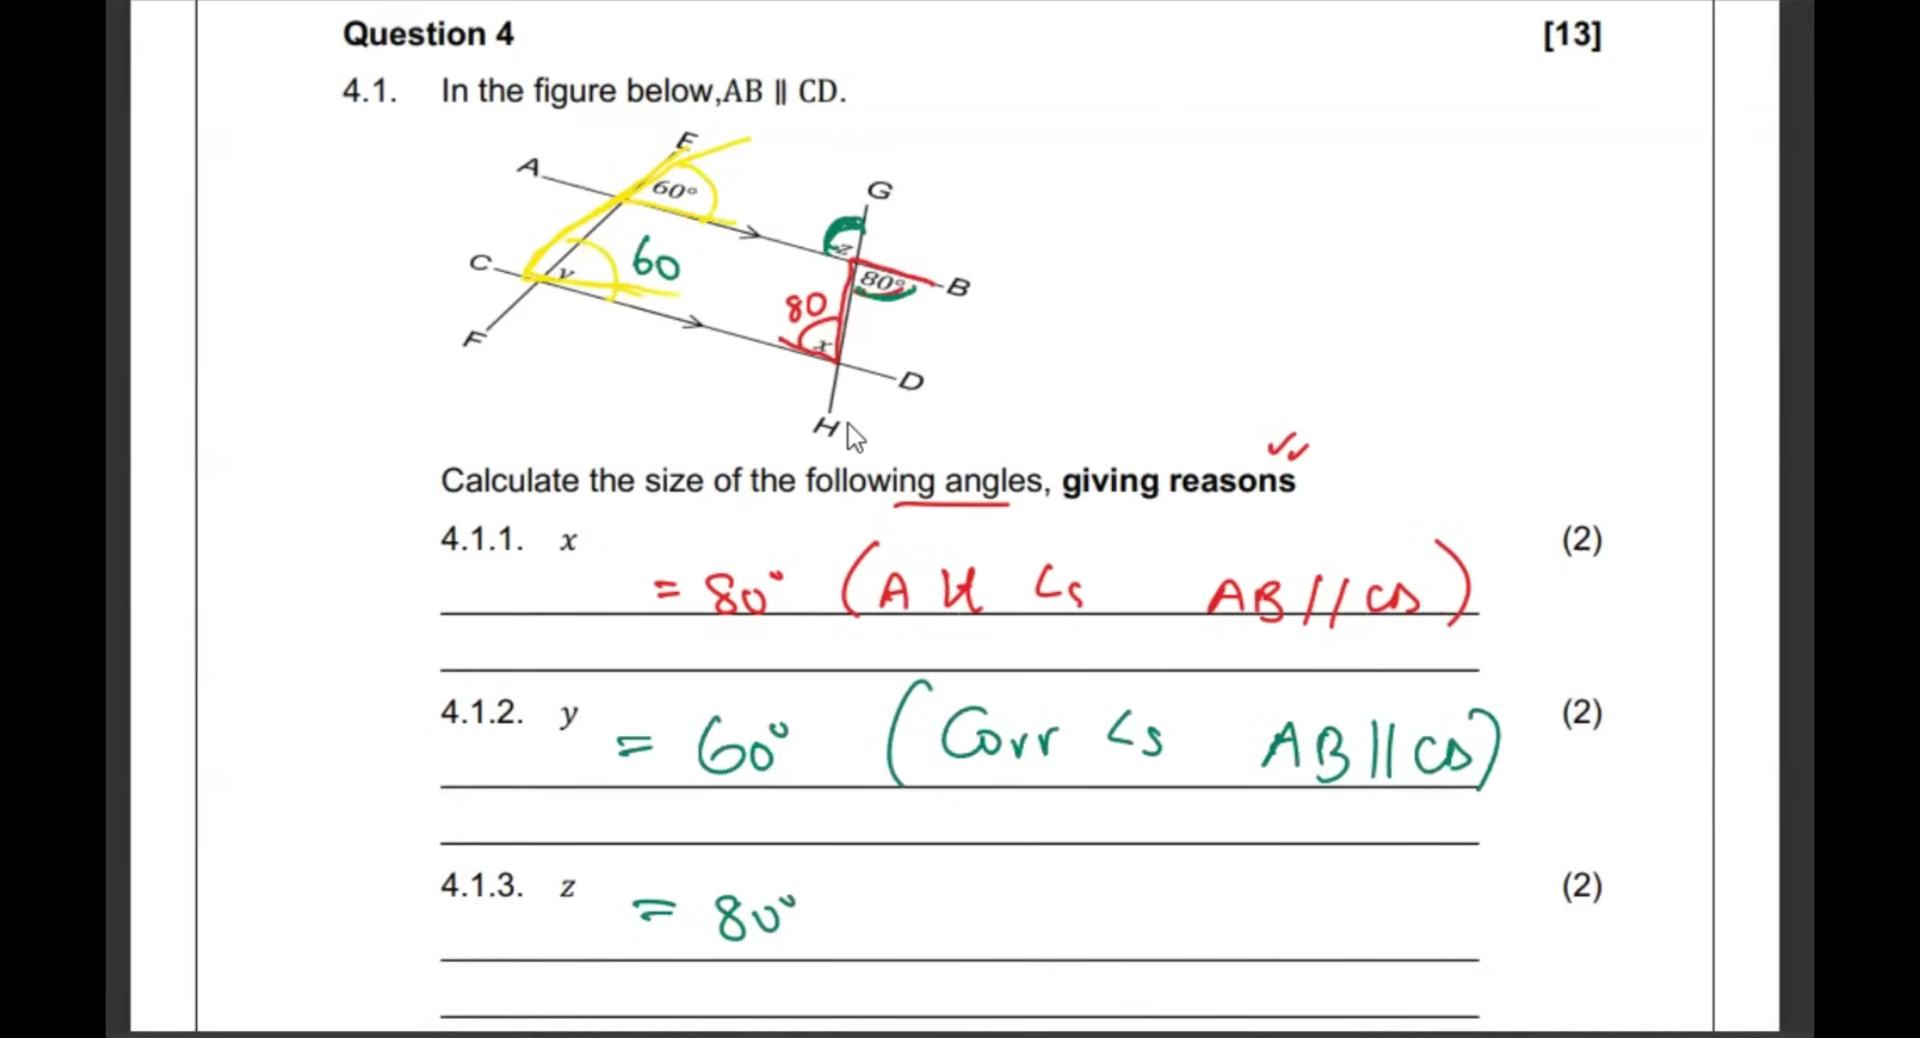 Question 4 [13]
4.1. In the figure below,AB ∥ CD.
E
A
60°
G
C
y
60
z
80°
B
80
x
F
D
H
Calculate the size of the following angles, giving reasons
4.1.1. x (2)
= 80° (Alt ∠s AB//CD)
4.1.2. y (2)
= 60° (Corr ∠s AB||CD)
4.1.3. z (2)
= 80°